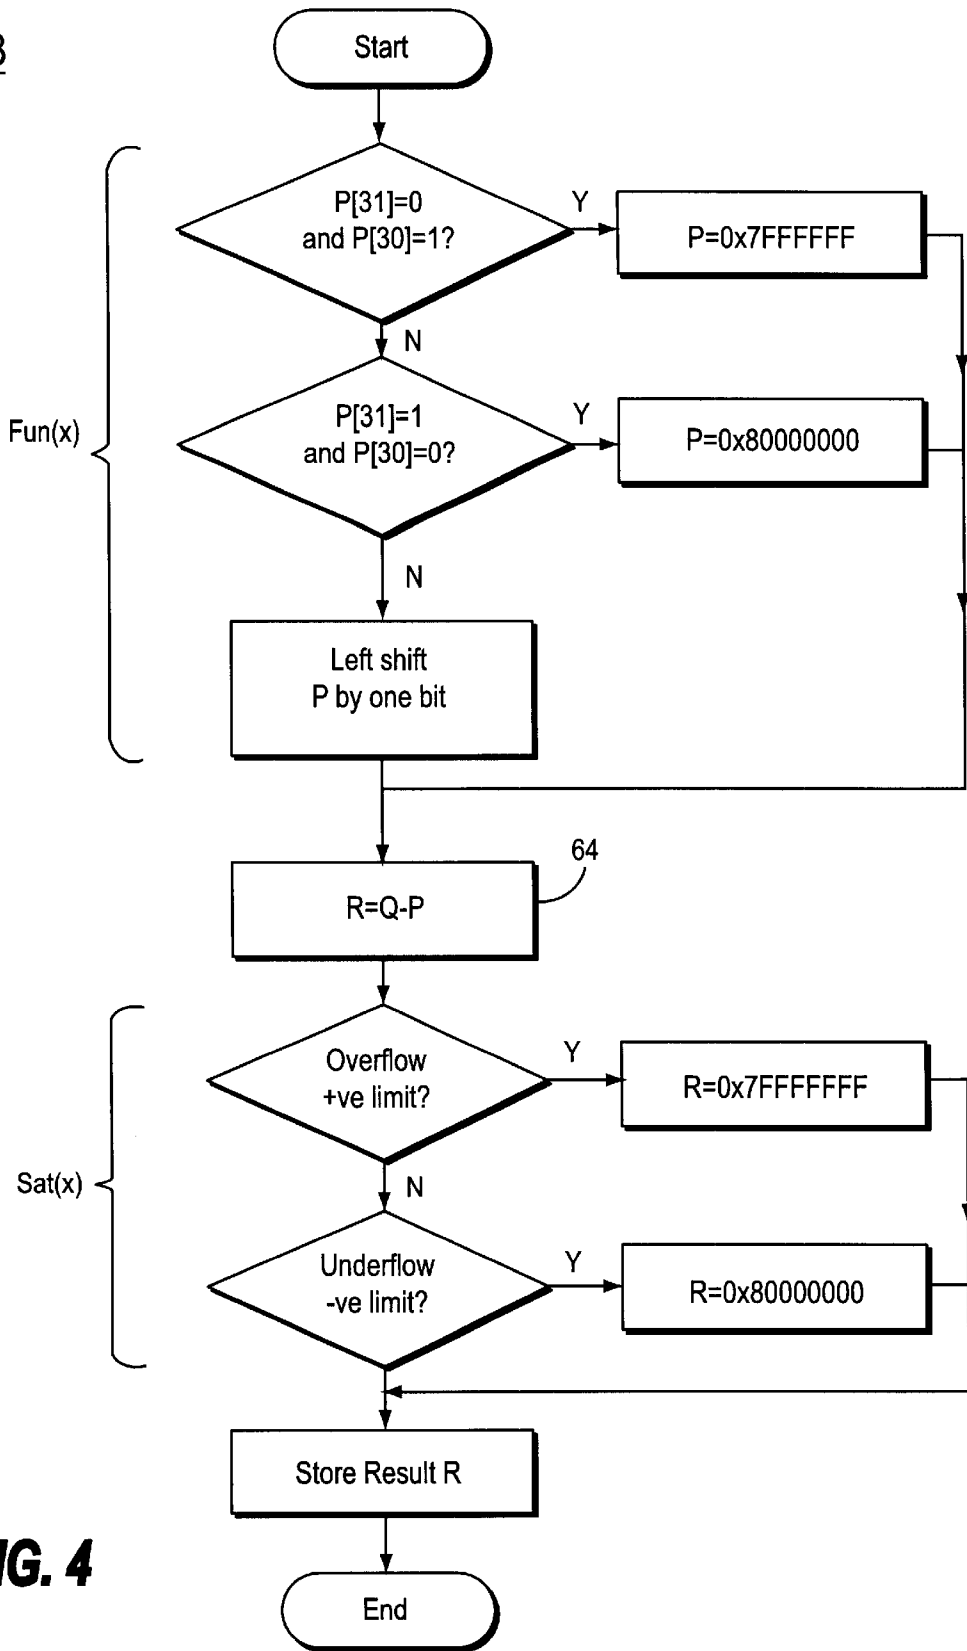 Start
P[31]=0
and P[30]=1?
Y
P=0x7FFFFFF
N
Fun(x)
P[31]=1
and P[30]=0?
Y
P=0x80000000
N
Left shift
P by one bit
64
R=Q-P
Overflow
+ve limit?
Y
R=0x7FFFFFFF
Sat(x)
N
Underflow
-ve limit?
Y
R=0x80000000
Store Result R
IG. 4
End